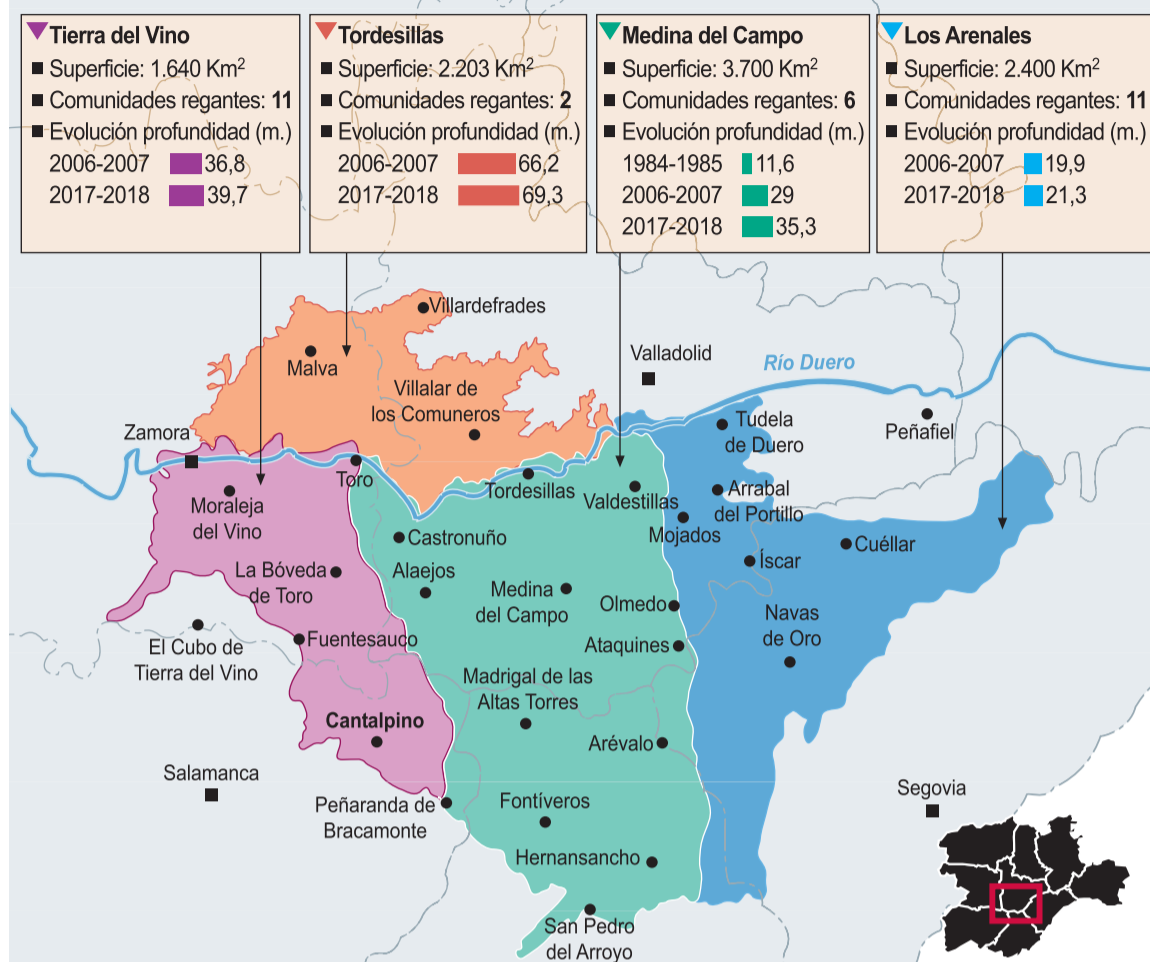 Tierra del Vino
Superficie: 1.640 Km²
Comunidades regantes: 11
Evolución profundidad (m.)
2006-2007 36,8
2017-2018 39,7
Tordesillas
Superficie: 2.203 Km²
Comunidades regantes: 2
Evolución profundidad (m.)
2006-2007 66,2
2017-2018 69,3
Medina del Campo
Superficie: 3.700 Km²
Comunidades regantes: 6
Evolución profundidad (m.)
1984-1985 11,6
2006-2007 29
2017-2018 35,3
Los Arenales
Superficie: 2.400 Km²
Comunidades regantes: 11
Evolución profundidad (m.)
2006-2007 19,9
2017-2018 21,3
Villardefrades
Malva
Valladolid
Río Duero
Villalar de
los Comuneros
Zamora
Tudela
de Duero
Peñafiel
Toro
Tordesillas
Valdestillas
Arrabal
del Portillo
Moraleja
del Vino
Mojados
Castronuño
Cuéllar
Íscar
La Bóveda
de Toro
Alaejos
Medina
del Campo
Olmedo
Navas
de Oro
El Cubo de
Tierra del Vino
Fuentesauco
Ataquines
Madrigal de las
Altas Torres
Cantalpino
Arévalo
Salamanca
Segovia
Peñaranda de
Bracamonte
Fontíveros
Hernansancho
San Pedro
del Arroyo